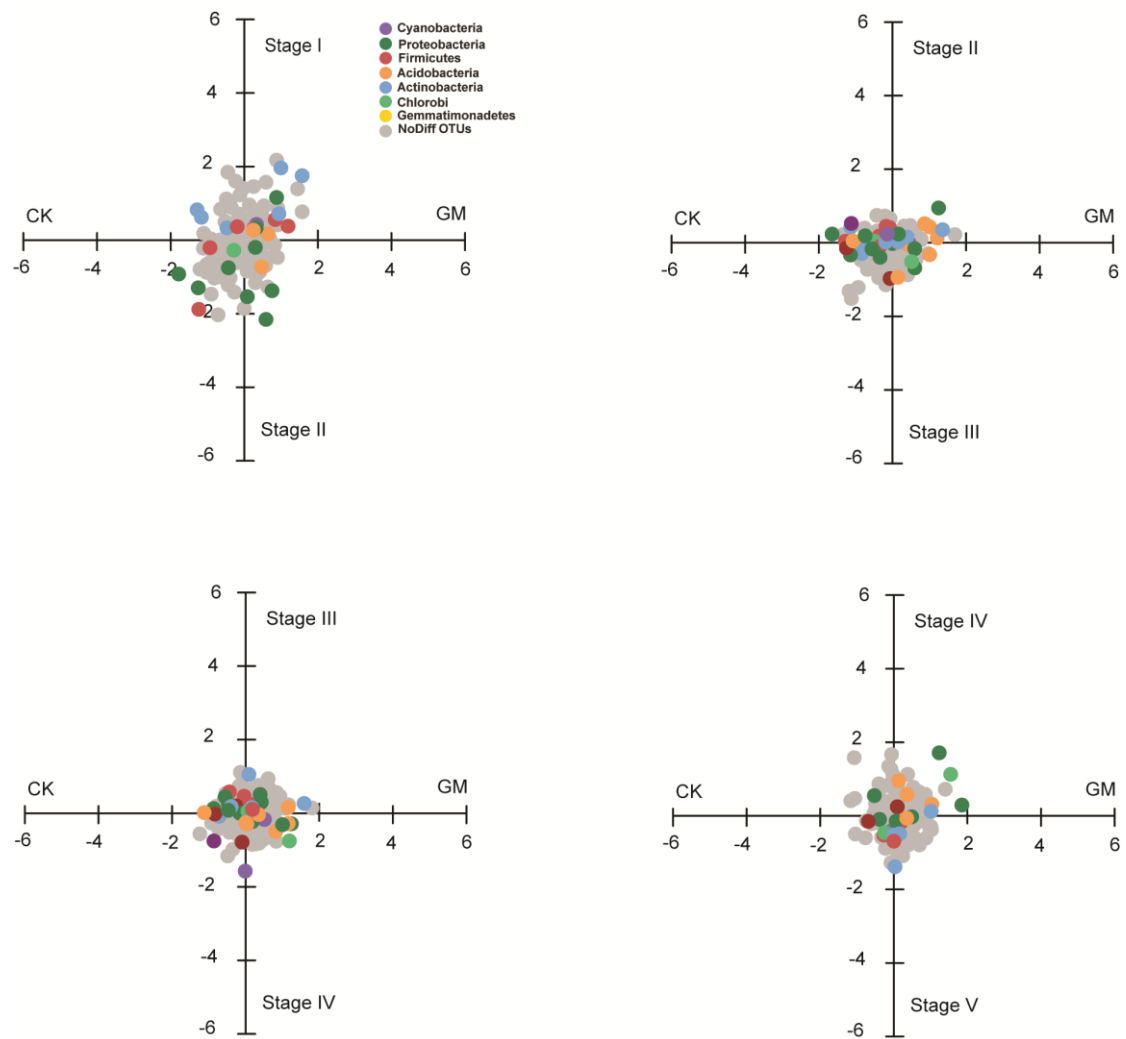 6
Stage I
Cyanobacteria
Proteobacteria
Firmicutes
Acidobacteria
Actinobacteria
Chlorobi
Gemmatimonadetes
NoDiff OTUs
4
2
CK
GM
-6 -4 -2 2 4 6
2
-4
Stage II
-6
6
Stage II
4
2
CK
GM
6 -4 -2 2 4 6
-2
-4
Stage III
-6
6
Stage III
4
2
CK
GM
-6 -4 -2 2 4 6
-2
-4
Stage IV
-6
6
Stage IV
4
2
CK
GM
6 -4 -2 2 4 6
-2
-4
Stage V
-6